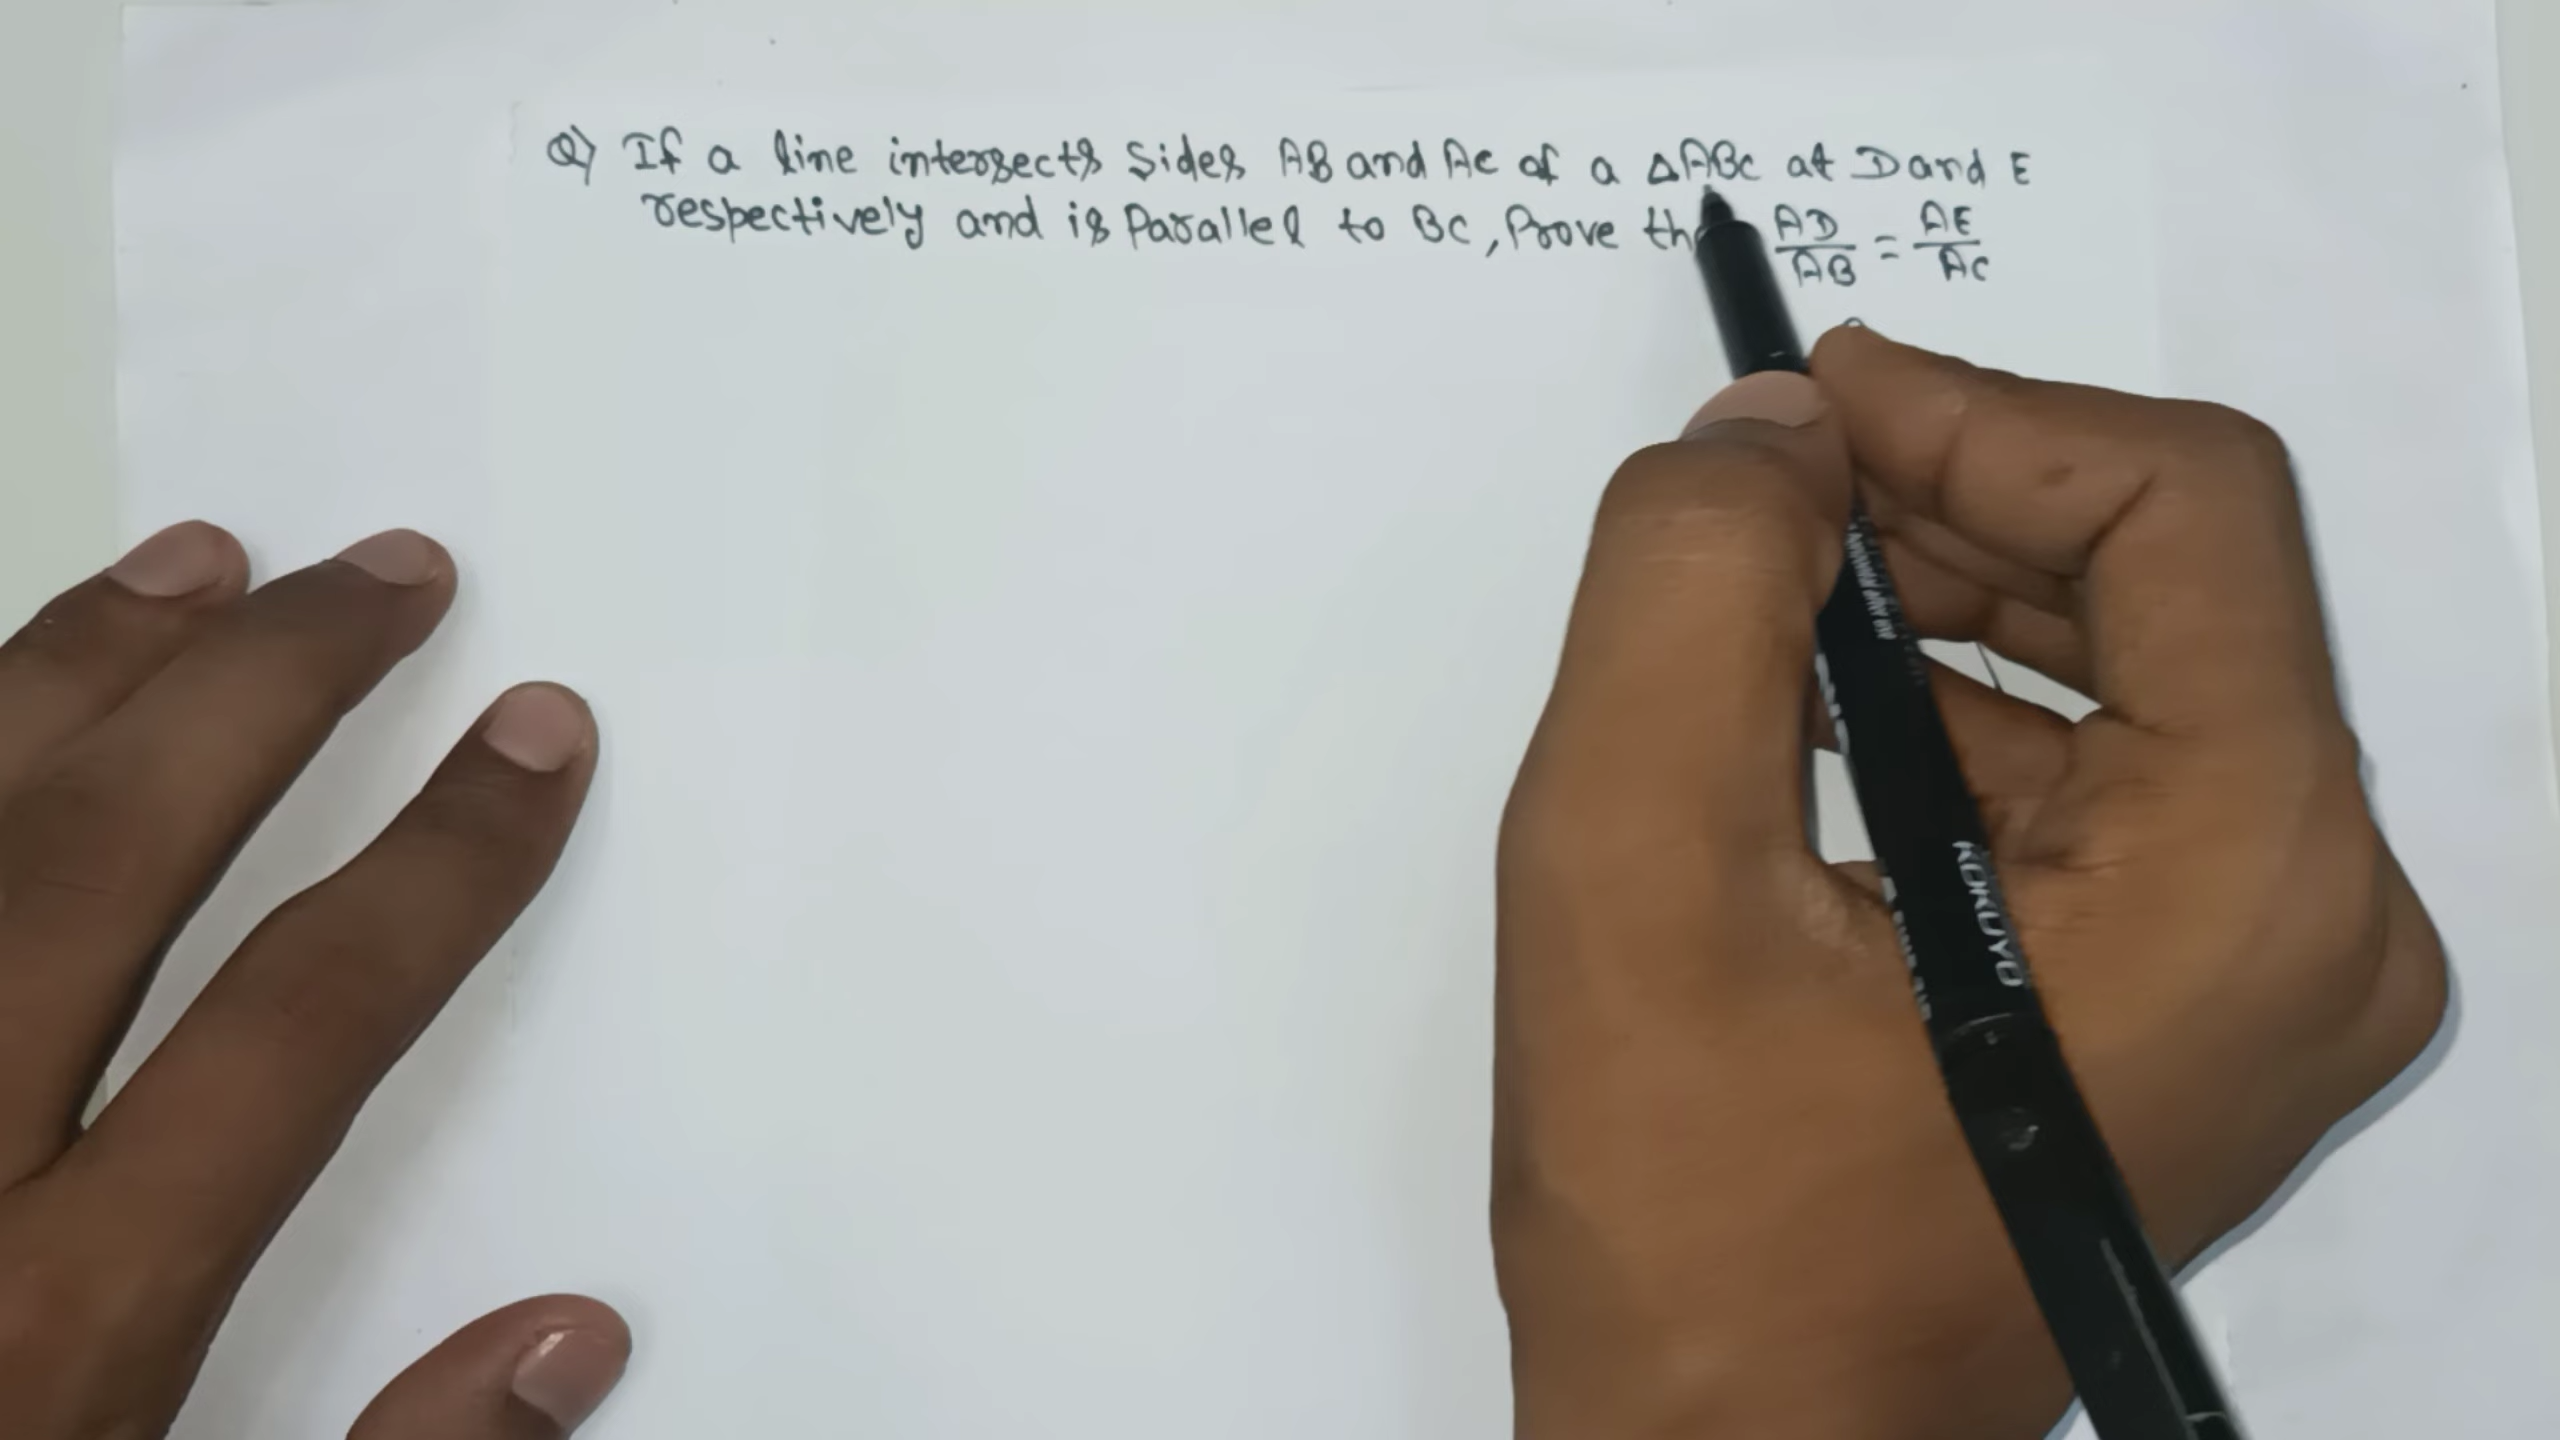 Q) If a line intersects Sides AB and AC of a △ABC at D and E
respectively and is Parallel to BC, Prove AD/AB = AE/AC
KOKUYO